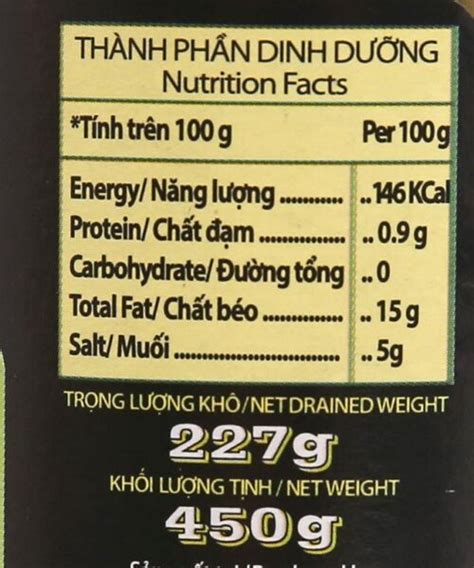 THÀNH PHẦN DINH DƯỠNG
Nutrition Facts
*Tính trên 100 g Per 100g
Energy/ Năng lượng ............ ..146 KCal
Protein/ Chất đạm ................ .. 0.9 g
Carbohydrate/ Đường tổng .. 0
Total Fat/ Chất béo ............... .. 15 g
Salt/ Muối ............................... .. 5g
TRỌNG LƯỢNG KHÔ/NET DRAINED WEIGHT
227g
KHỐI LƯỢNG TỊNH / NET WEIGHT
450g